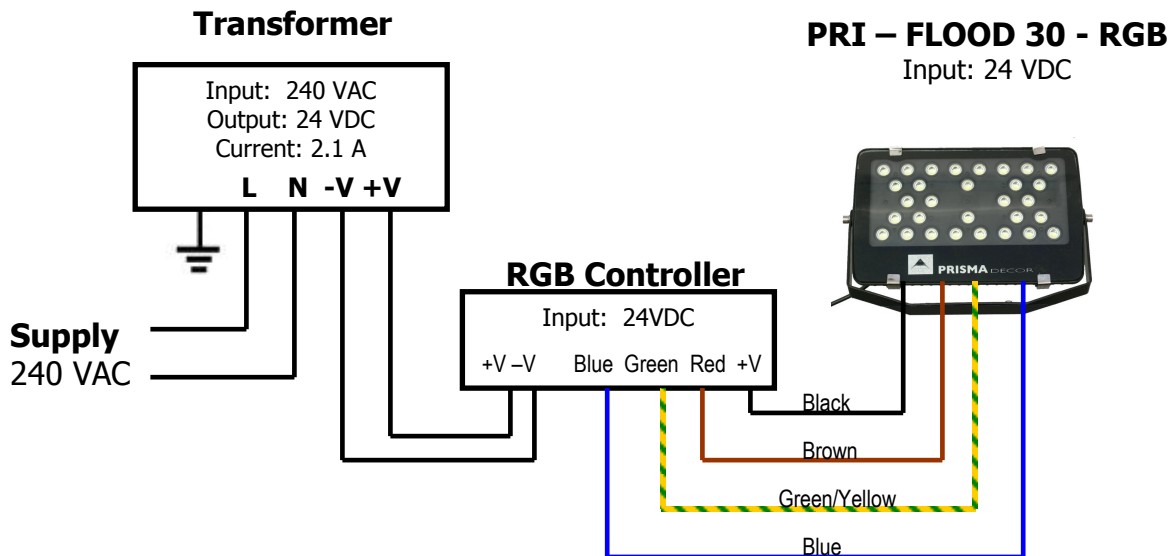 Transformer
Input: 240 VAC
Output: 24 VDC
Current: 2.1 A
L N -V +V
PRI – FLOOD 30 - RGB
Input: 24 VDC
PRISMA DECOR
Supply
240 VAC
RGB Controller
Input: 24VDC
+V –V Blue Green Red +V
Black
Brown
Green/Yellow
Blue